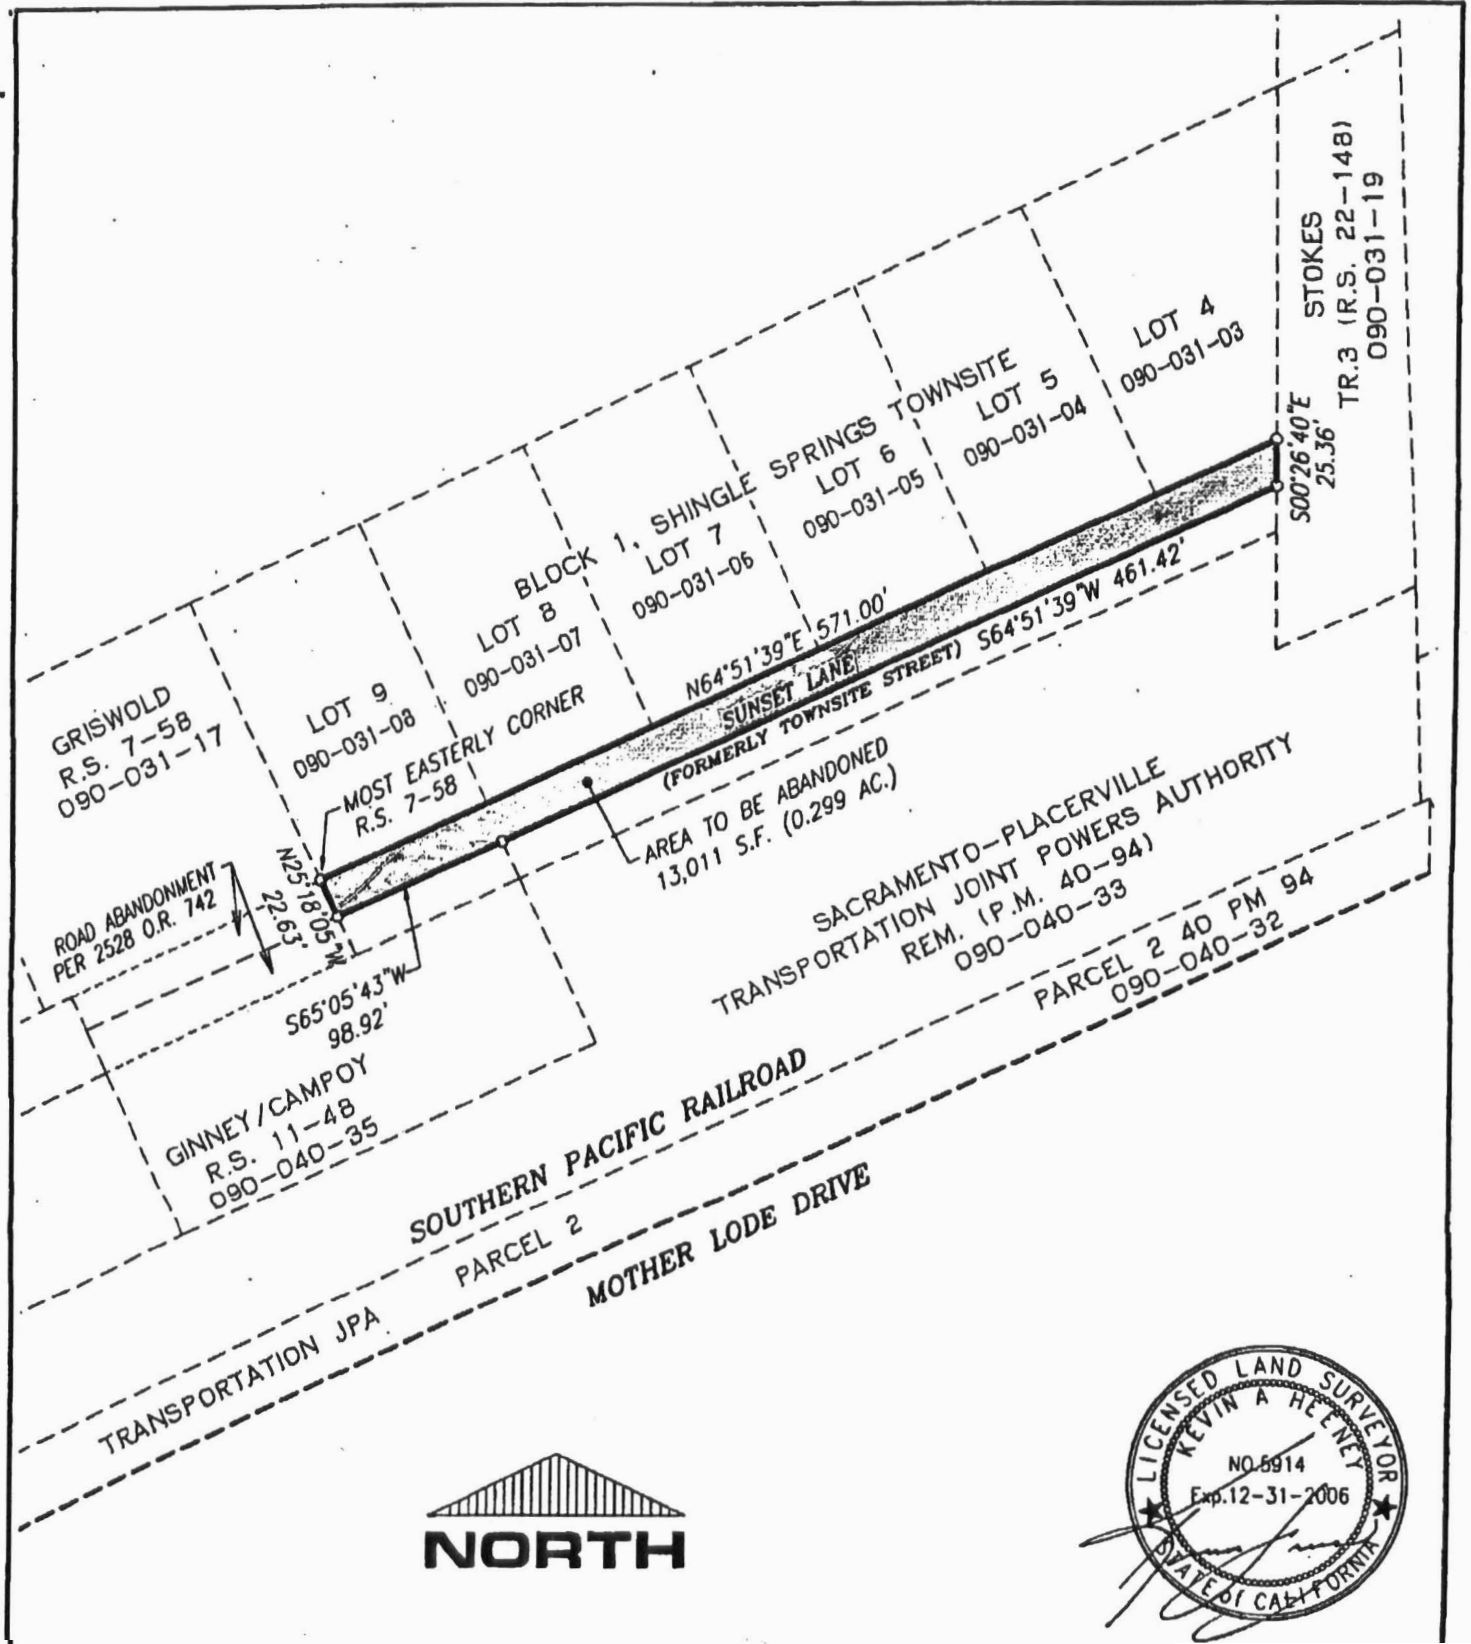 STOKES
TR.3 (R.S. 22-148)
090-031-19
LOT 4
090-031-03
S00°26'40"E
25.36'
BLOCK 1, SHINGLE SPRINGS TOWNSITE
LOT 5
090-031-04
LOT 6
090-031-05
LOT 7
090-031-06
LOT 8
090-031-07
LOT 9
090-031-08
GRISWOLD
R.S. 7-58
090-031-17
MOST EASTERLY CORNER
R.S. 7-58
N64°51'39"E 571.00'
SUNSET LANE
(FORMERLY TOWNSITE STREET) S64°51'39"W 461.42'
AREA TO BE ABANDONED
13,011 S.F. (0.299 AC.)
ROAD ABANDONMENT
PER 2528 O.R. 742
N25°18'05"W
22.63'
S65°05'43"W
98.92'
GINNEY/CAMPOY
R.S. 11-48
090-040-35
SACRAMENTO-PLACERVILLE
TRANSPORTATION JOINT POWERS AUTHORITY
REM. (P.M. 40-94)
090-040-33
PARCEL 2 40 PM 94
090-040-32
SOUTHERN PACIFIC RAILROAD
PARCEL 2
TRANSPORTATION JPA
MOTHER LODE DRIVE
NORTH
LICENSED LAND SURVEYOR
KEVIN A HEENEY
NO.5914
Exp.12-31-2006
STATE of CALIFORNIA